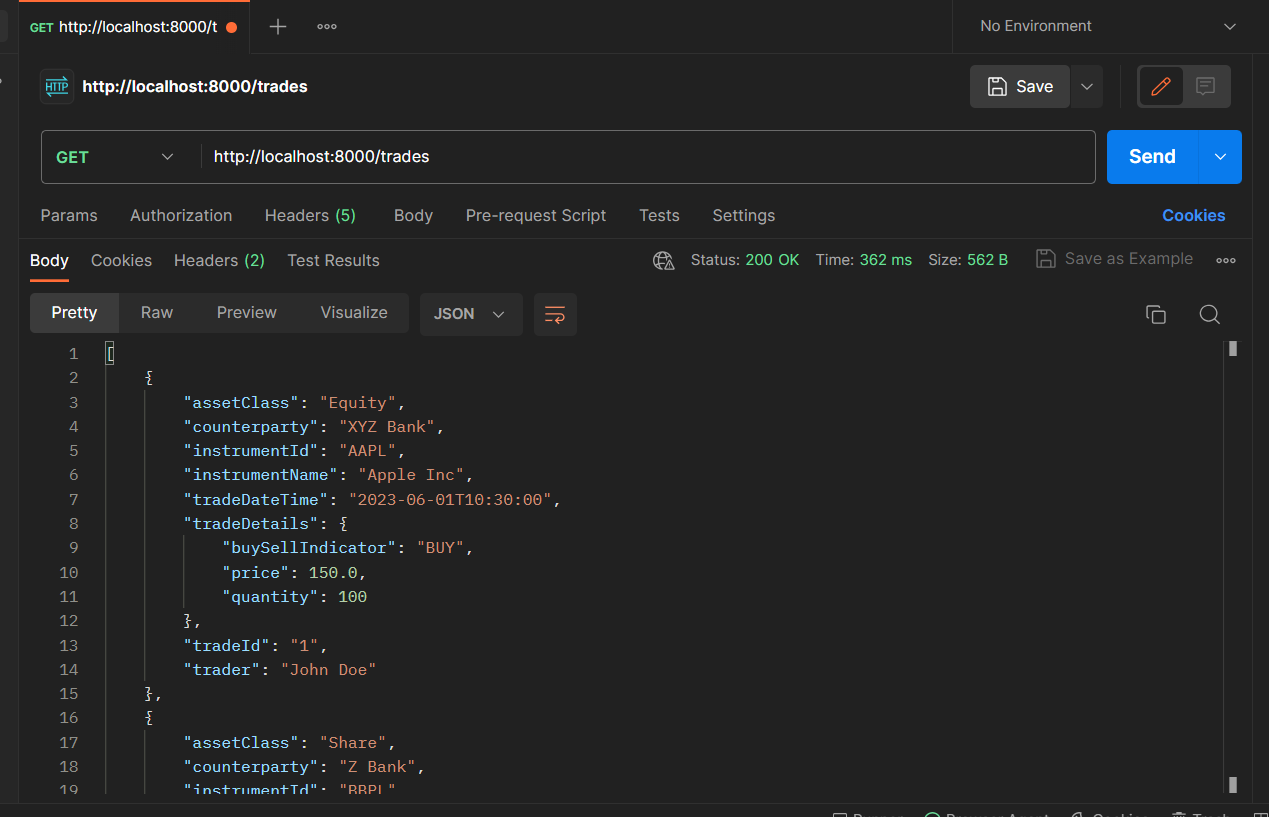 GET http://localhost:8000/t
No Environment
HTTP http://localhost:8000/trades
Save
GET http://localhost:8000/trades
Send
Params Authorization Headers (5) Body Pre-request Script Tests Settings Cookies
Body Cookies Headers (2) Test Results Status: 200 OK Time: 362 ms Size: 562 B Save as Example
Pretty Raw Preview Visualize JSON
1 [
2 {
3 "assetClass": "Equity",
4 "counterparty": "XYZ Bank",
5 "instrumentId": "AAPL",
6 "instrumentName": "Apple Inc",
7 "tradeDateTime": "2023-06-01T10:30:00",
8 "tradeDetails": {
9 "buySellIndicator": "BUY",
10 "price": 150.0,
11 "quantity": 100
12 },
13 "tradeId": "1",
14 "trader": "John Doe"
15 },
16 {
17 "assetClass": "Share",
18 "counterparty": "Z Bank",
19 "instrumentId": "BBPL"